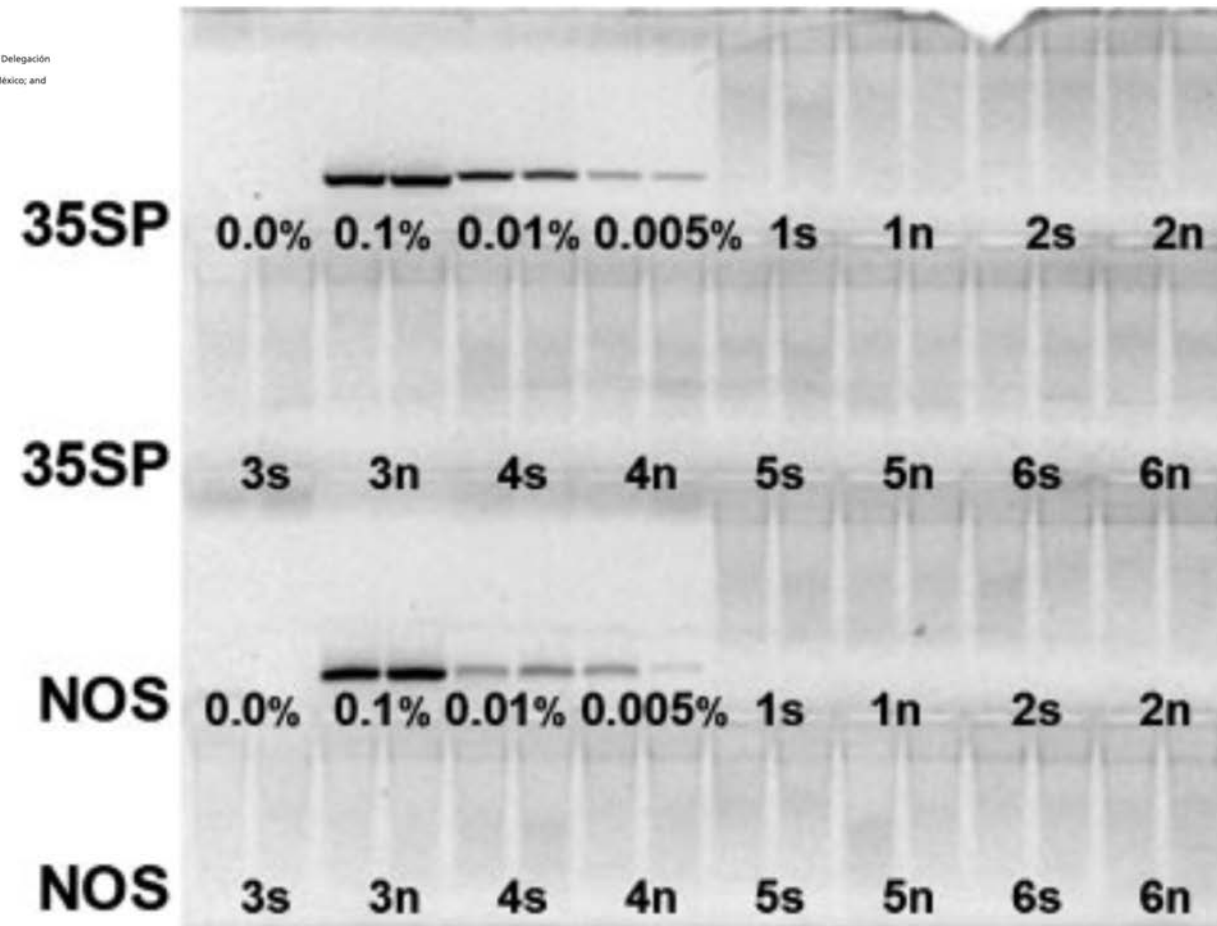 Delegación
México; and
35SP 0.0% 0.1% 0.01% 0.005% 1s 1n 2s 2n
35SP 3s 3n 4s 4n 5s 5n 6s 6n
NOS 0.0% 0.1% 0.01% 0.005% 1s 1n 2s 2n
NOS 3s 3n 4s 4n 5s 5n 6s 6n